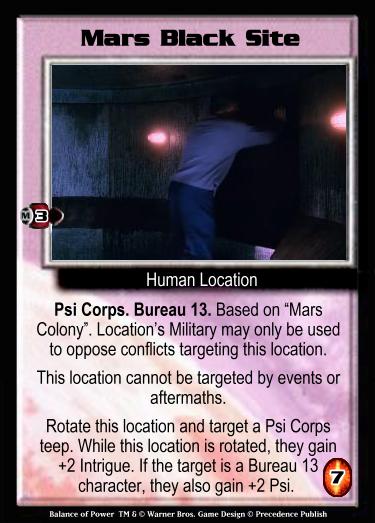 Mars Black Site
M 3
Human Location
Psi Corps. Bureau 13. Based on “Mars
Colony”. Location's Military may only be used
to oppose conflicts targeting this location.
This location cannot be targeted by events or
aftermaths.
Rotate this location and target a Psi Corps
teep. While this location is rotated, they gain
+2 Intrigue. If the target is a Bureau 13
character, they also gain +2 Psi.
7
Balance of Power TM & © Warner Bros. Game Design © Precedence Publish